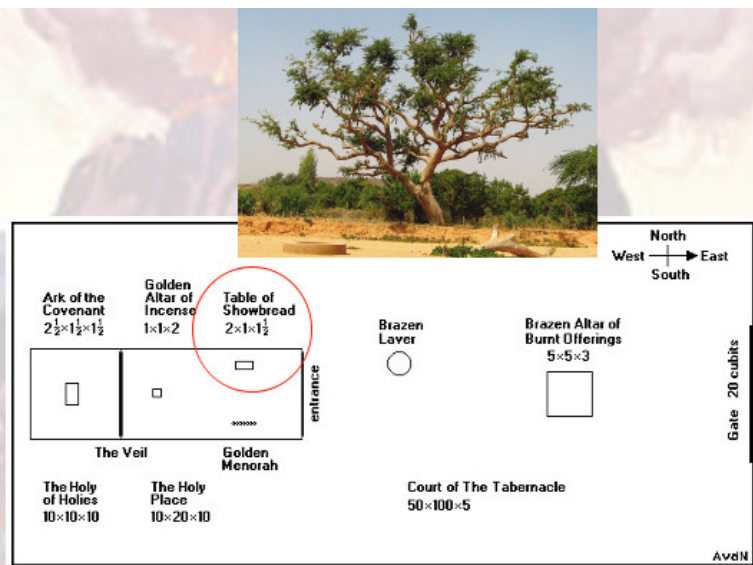 North
West East
South
Ark of the
Covenant
2½×1½×1½
Golden
Altar of
Incense
1×1×2
Table of
Showbread
2×1×1½
Brazen
Laver
Brazen Altar of
Burnt Offerings
5×5×3
entrance
Gate 20 cubits
The Veil
Golden
Menorah
The Holy
of Holies
10×10×10
The Holy
Place
10×20×10
Court of The Tabernacle
50×100×5
AvdN